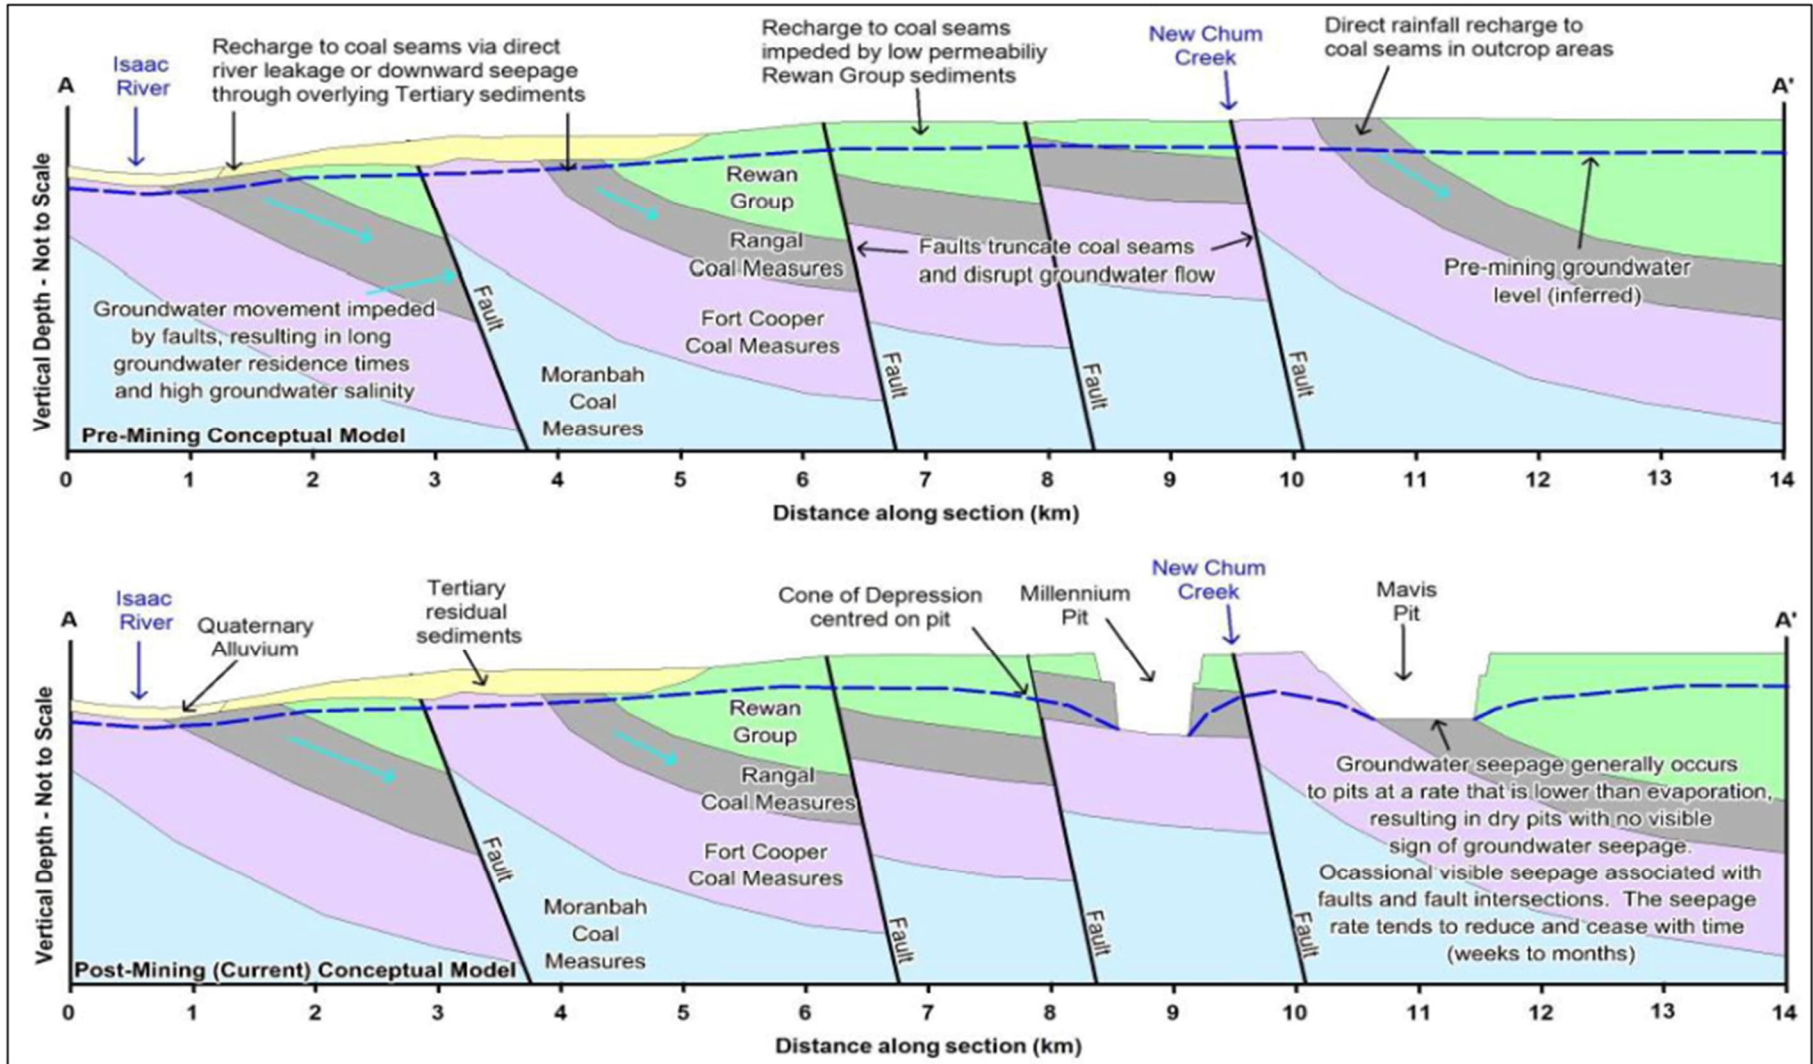 Isaac
River
Recharge to coal seams via direct
river leakage or downward seepage
through overlying Tertiary sediments
Recharge to coal seams
impeded by low permeabiliy
Rewan Group sediments
New Chum
Creek
Direct rainfall recharge to
coal seams in outcrop areas
A
A'
Vertical Depth - Not to Scale
Rewan
Group
Rangal
Coal Measures
Faults truncate coal seams
and disrupt groundwater flow
Pre-mining groundwater
level (inferred)
Groundwater movement impeded
by faults, resulting in long
groundwater residence times
and high groundwater salinity
Fort Cooper
Coal Measures
Moranbah
Coal
Measures
Fault
Fault
Fault
Fault
Pre-Mining Conceptual Model
0 1 2 3 4 5 6 7 8 9 10 11 12 13 14
Distance along section (km)
Isaac
River
Quaternary
Alluvium
Tertiary
residual
sediments
Cone of Depression
centred on pit
Millennium
Pit
New Chum
Creek
Mavis
Pit
A
A'
Vertical Depth - Not to Scale
Rewan
Group
Rangal
Coal Measures
Fort Cooper
Coal Measures
Moranbah
Coal
Measures
Fault
Fault
Fault
Fault
Groundwater seepage generally occurs
to pits at a rate that is lower than evaporation,
resulting in dry pits with no visible
sign of groundwater seepage.
Ocassional visible seepage associated with
faults and fault intersections. The seepage
rate tends to reduce and cease with time
(weeks to months)
Post-Mining (Current) Conceptual Model
0 1 2 3 4 5 6 7 8 9 10 11 12 13 14
Distance along section (km)